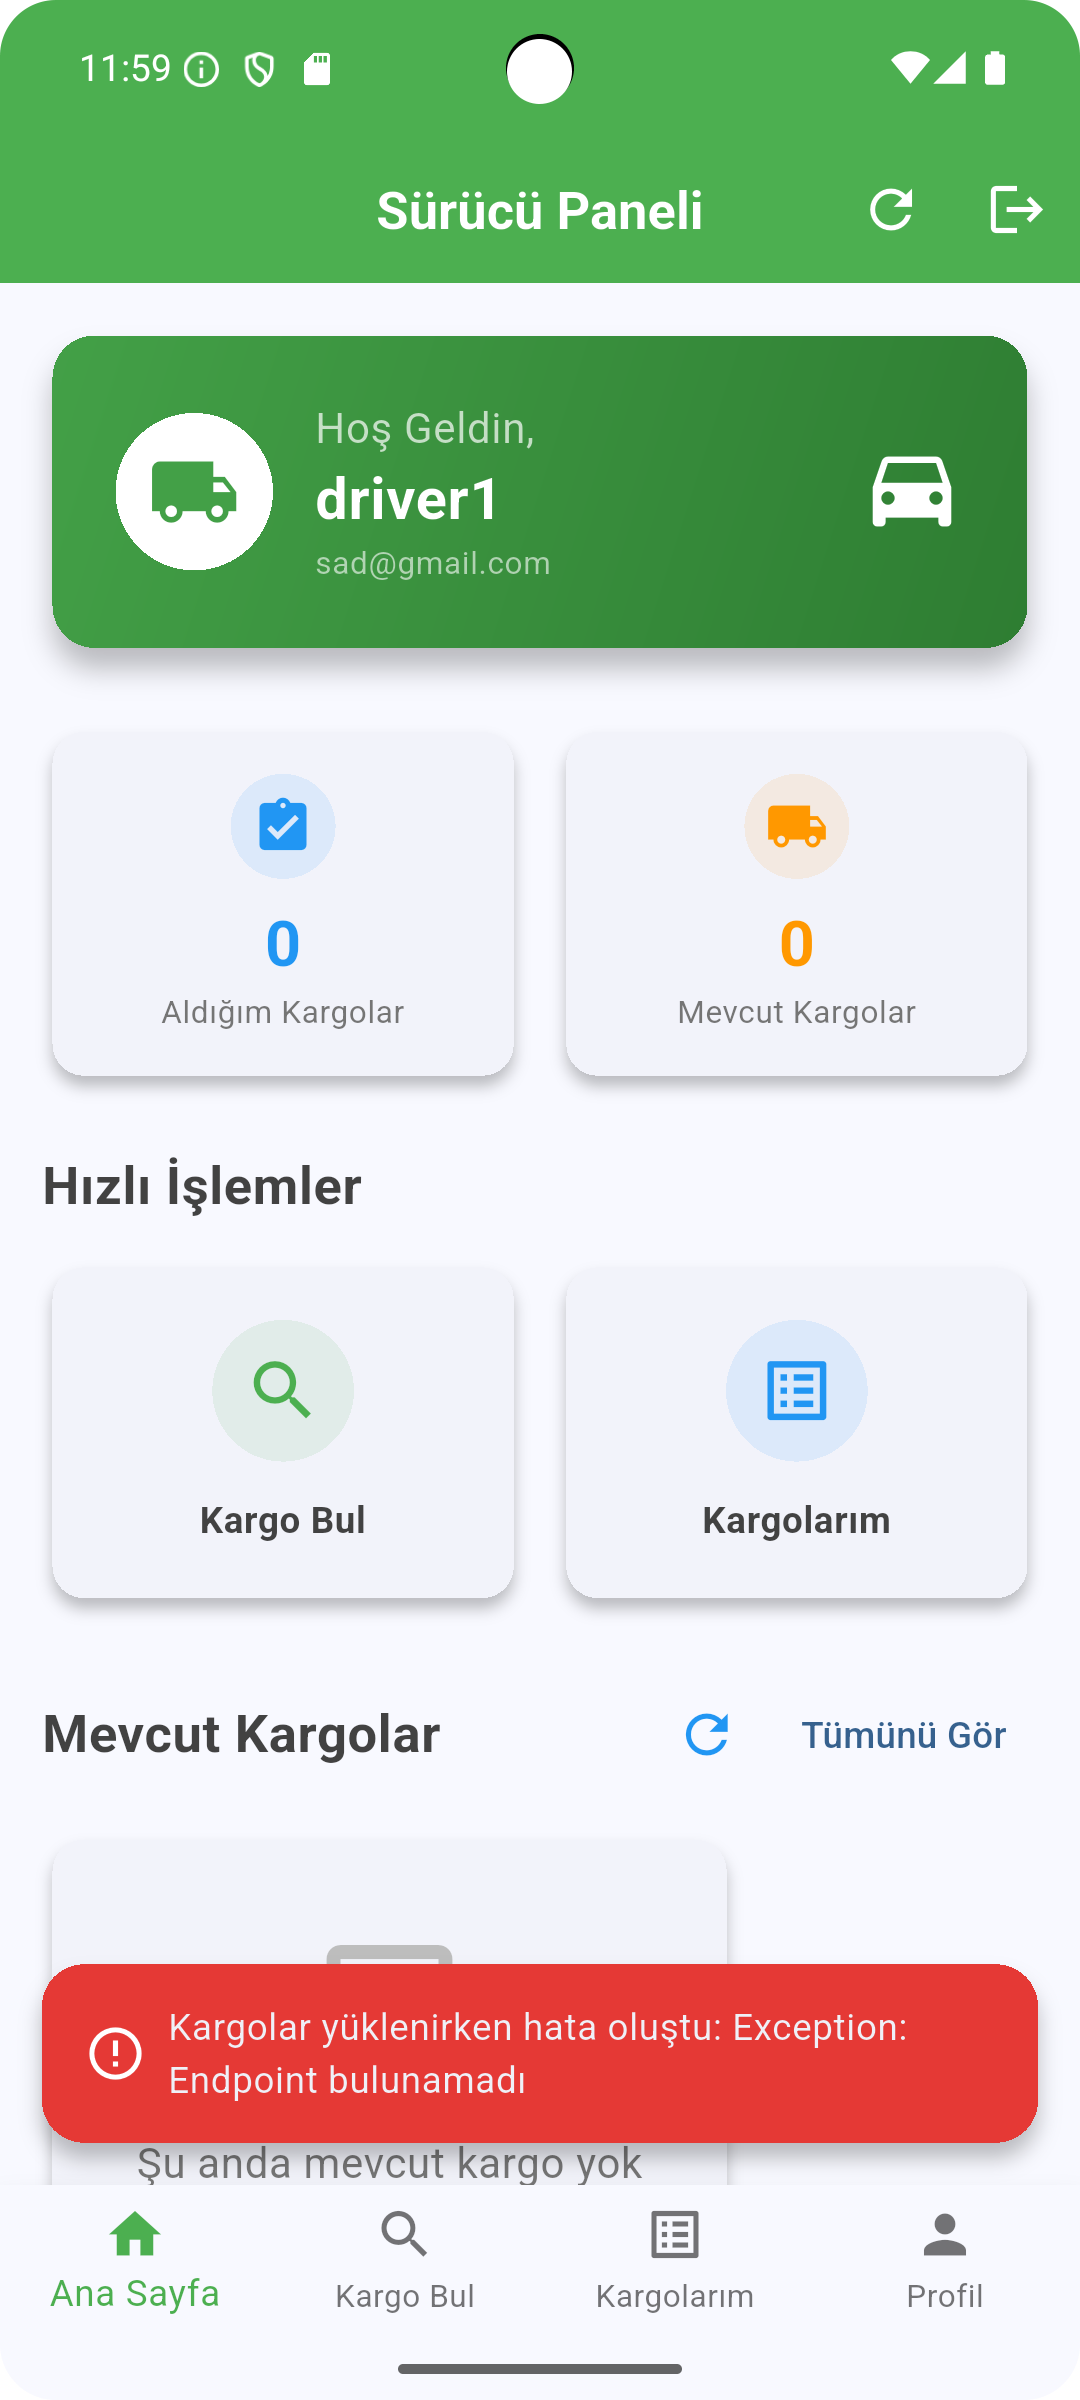 11:59
Sürücü Paneli
Hoş Geldin,
driver1
sad@gmail.com
0
Aldığım Kargolar
0
Mevcut Kargolar
Hızlı İşlemler
Kargo Bul
Kargolarım
Mevcut Kargolar
Tümünü Gör
Kargolar yüklenirken hata oluştu: Exception:
Endpoint bulunamadı
Şu anda mevcut kargo yok
Ana Sayfa
Kargo Bul
Kargolarım
Profil